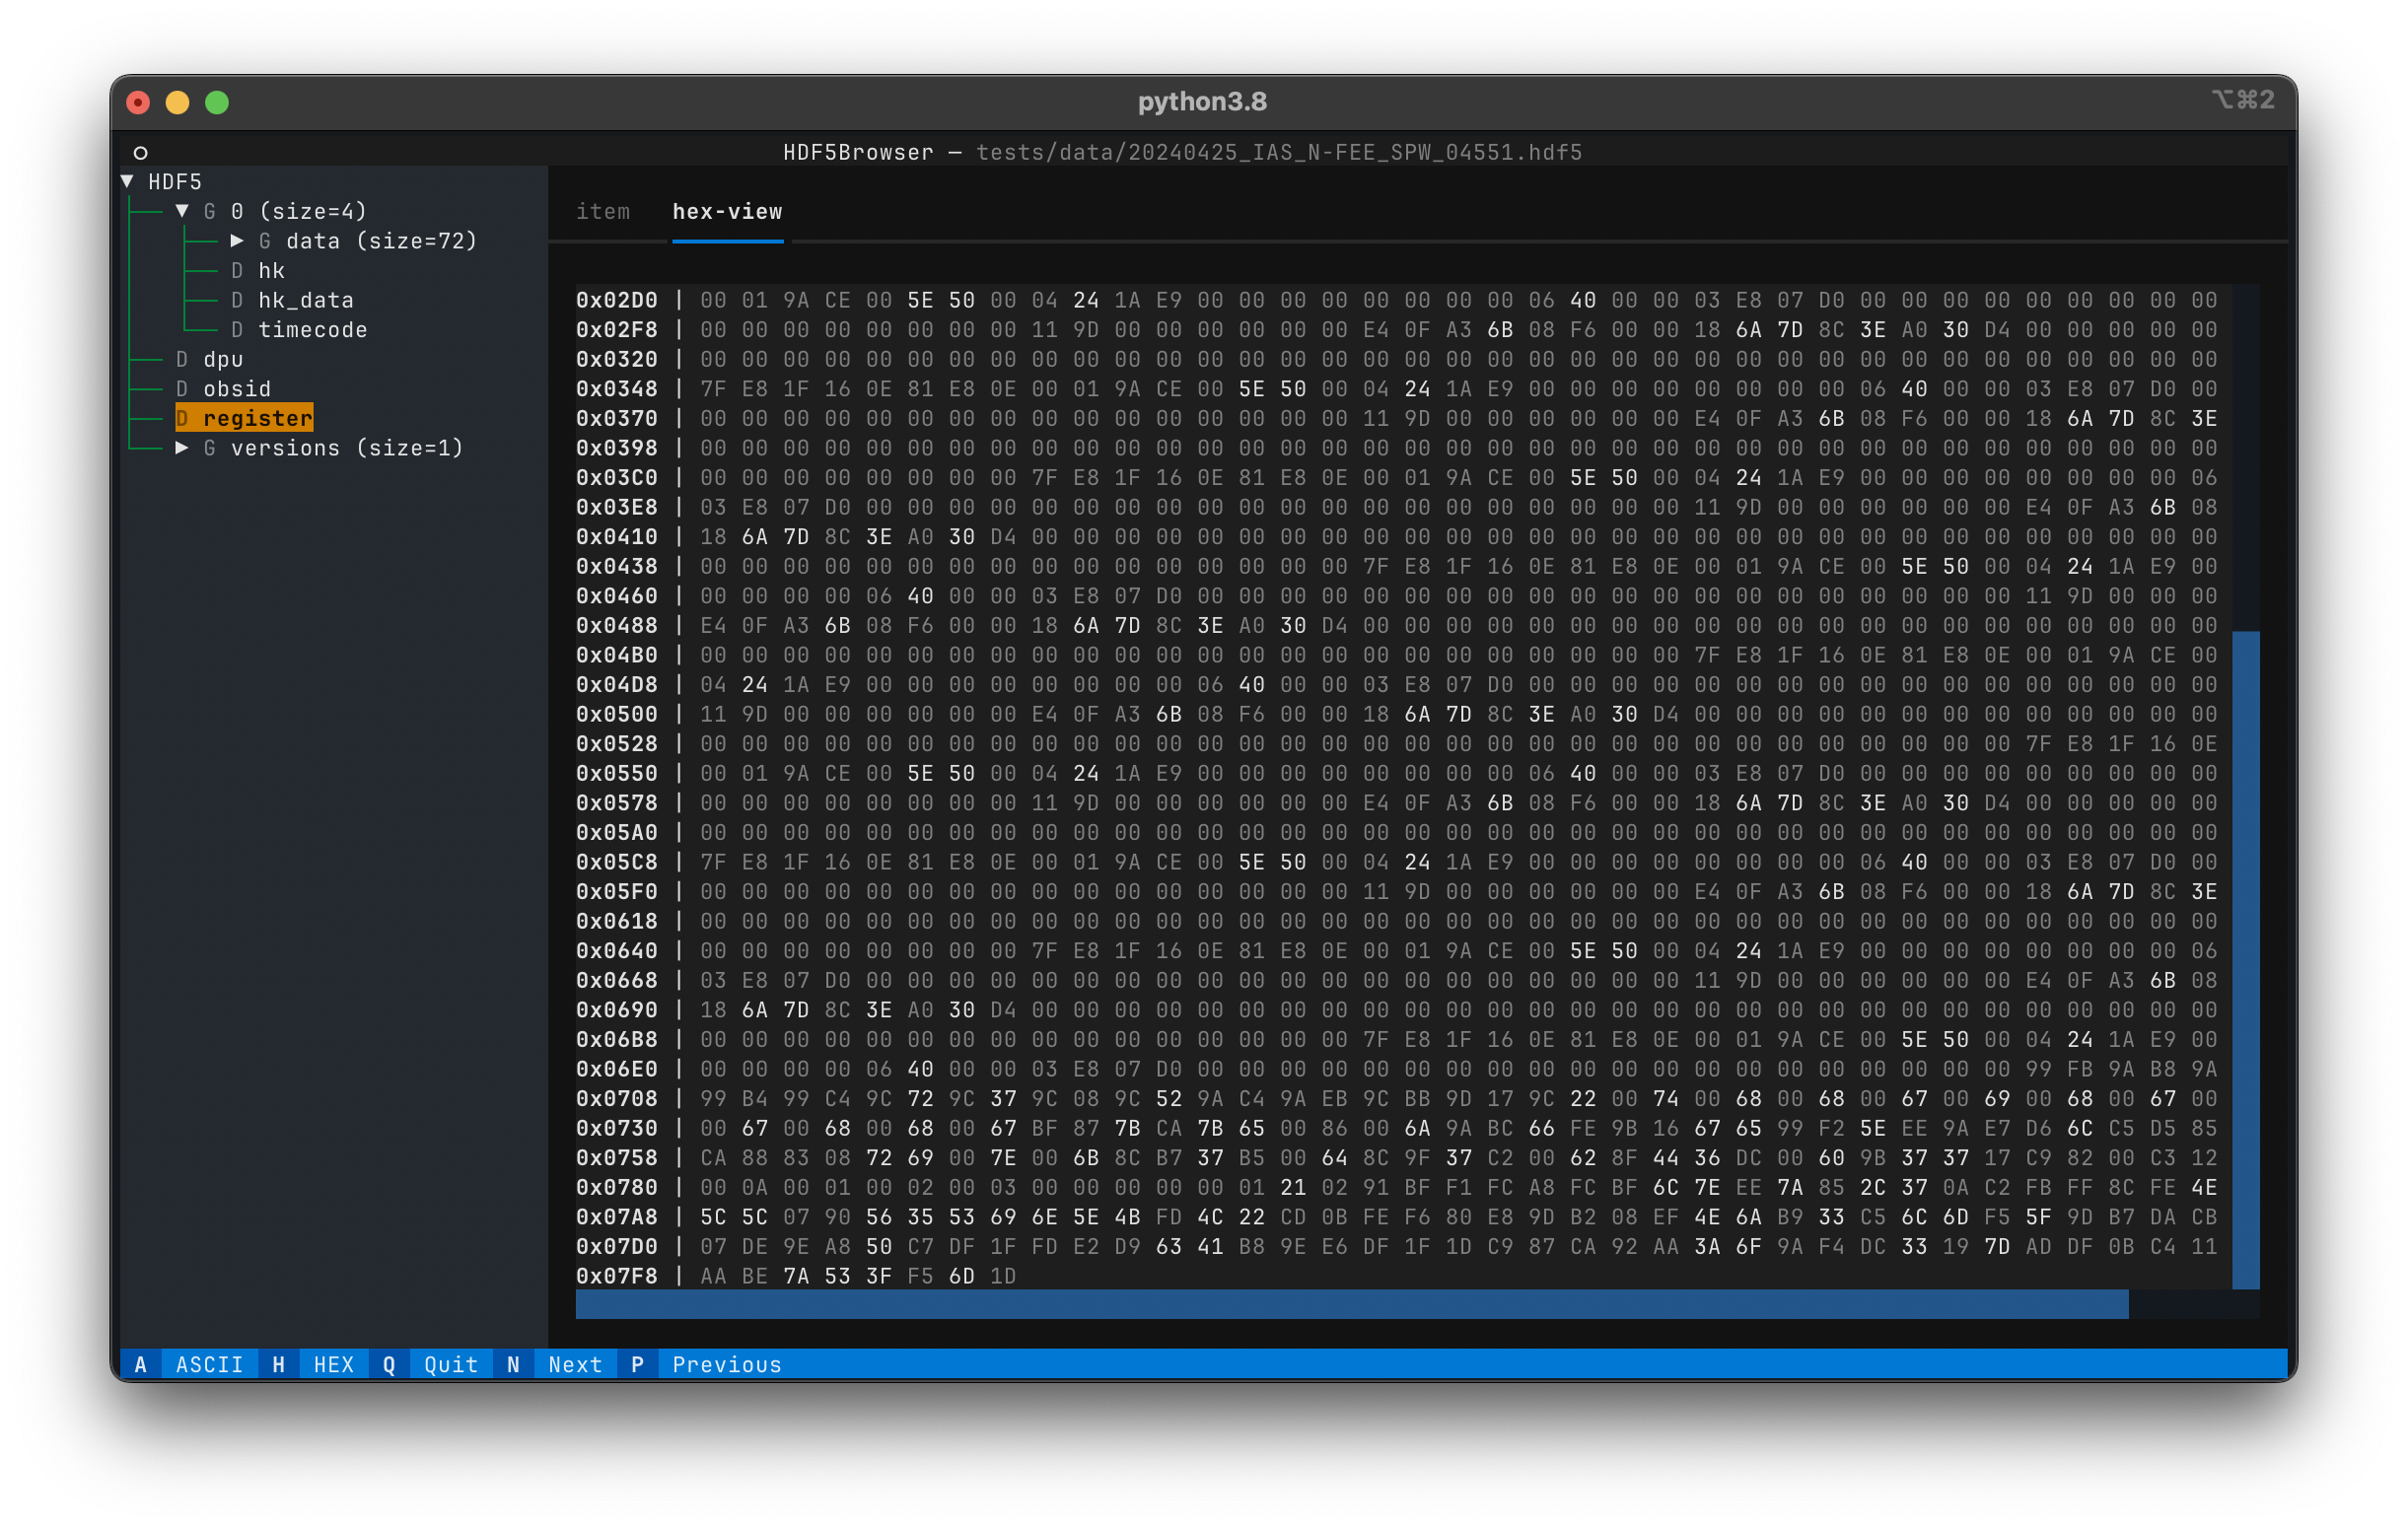 python3.8
⌥⌘2
HDF5Browser — tests/data/20240425_IAS_N-FEE_SPW_04551.hdf5
▼ HDF5
▼ G 0 (size=4)
▶ G data (size=72)
D hk
D hk_data
D timecode
D dpu
D obsid
D register
▶ G versions (size=1)
item hex-view
0x02D0 | 00 01 9A CE 00 5E 50 00 04 24 1A E9 00 00 00 00 00 00 00 00 06 40 00 00 03 E8 07 D0 00 00 00 00 00 00 00 00 00
0x02F8 | 00 00 00 00 00 00 00 00 11 9D 00 00 00 00 00 00 E4 0F A3 6B 08 F6 00 00 18 6A 7D 8C 3E A0 30 D4 00 00 00 00 00
0x0320 | 00 00 00 00 00 00 00 00 00 00 00 00 00 00 00 00 00 00 00 00 00 00 00 00 00 00 00 00 00 00 00 00 00 00 00 00 00
0x0348 | 7F E8 1F 16 0E 81 E8 0E 00 01 9A CE 00 5E 50 00 04 24 1A E9 00 00 00 00 00 00 00 00 06 40 00 00 03 E8 07 D0 00
0x0370 | 00 00 00 00 00 00 00 00 00 00 00 00 00 00 00 00 11 9D 00 00 00 00 00 00 E4 0F A3 6B 08 F6 00 00 18 6A 7D 8C 3E
0x0398 | 00 00 00 00 00 00 00 00 00 00 00 00 00 00 00 00 00 00 00 00 00 00 00 00 00 00 00 00 00 00 00 00 00 00 00 00 00
0x03C0 | 00 00 00 00 00 00 00 00 7F E8 1F 16 0E 81 E8 0E 00 01 9A CE 00 5E 50 00 04 24 1A E9 00 00 00 00 00 00 00 00 06
0x03E8 | 03 E8 07 D0 00 00 00 00 00 00 00 00 00 00 00 00 00 00 00 00 00 00 00 00 11 9D 00 00 00 00 00 00 E4 0F A3 6B 08
0x0410 | 18 6A 7D 8C 3E A0 30 D4 00 00 00 00 00 00 00 00 00 00 00 00 00 00 00 00 00 00 00 00 00 00 00 00 00 00 00 00 00
0x0438 | 00 00 00 00 00 00 00 00 00 00 00 00 00 00 00 00 7F E8 1F 16 0E 81 E8 0E 00 01 9A CE 00 5E 50 00 04 24 1A E9 00
0x0460 | 00 00 00 00 06 40 00 00 03 E8 07 D0 00 00 00 00 00 00 00 00 00 00 00 00 00 00 00 00 00 00 00 00 11 9D 00 00 00
0x0488 | E4 0F A3 6B 08 F6 00 00 18 6A 7D 8C 3E A0 30 D4 00 00 00 00 00 00 00 00 00 00 00 00 00 00 00 00 00 00 00 00 00
0x04B0 | 00 00 00 00 00 00 00 00 00 00 00 00 00 00 00 00 00 00 00 00 00 00 00 00 7F E8 1F 16 0E 81 E8 0E 00 01 9A CE 00
0x04D8 | 04 24 1A E9 00 00 00 00 00 00 00 00 06 40 00 00 03 E8 07 D0 00 00 00 00 00 00 00 00 00 00 00 00 00 00 00 00 00
0x0500 | 11 9D 00 00 00 00 00 00 E4 0F A3 6B 08 F6 00 00 18 6A 7D 8C 3E A0 30 D4 00 00 00 00 00 00 00 00 00 00 00 00 00
0x0528 | 00 00 00 00 00 00 00 00 00 00 00 00 00 00 00 00 00 00 00 00 00 00 00 00 00 00 00 00 00 00 00 00 7F E8 1F 16 0E
0x0550 | 00 01 9A CE 00 5E 50 00 04 24 1A E9 00 00 00 00 00 00 00 00 06 40 00 00 03 E8 07 D0 00 00 00 00 00 00 00 00 00
0x0578 | 00 00 00 00 00 00 00 00 11 9D 00 00 00 00 00 00 E4 0F A3 6B 08 F6 00 00 18 6A 7D 8C 3E A0 30 D4 00 00 00 00 00
0x05A0 | 00 00 00 00 00 00 00 00 00 00 00 00 00 00 00 00 00 00 00 00 00 00 00 00 00 00 00 00 00 00 00 00 00 00 00 00 00
0x05C8 | 7F E8 1F 16 0E 81 E8 0E 00 01 9A CE 00 5E 50 00 04 24 1A E9 00 00 00 00 00 00 00 00 06 40 00 00 03 E8 07 D0 00
0x05F0 | 00 00 00 00 00 00 00 00 00 00 00 00 00 00 00 00 11 9D 00 00 00 00 00 00 E4 0F A3 6B 08 F6 00 00 18 6A 7D 8C 3E
0x0618 | 00 00 00 00 00 00 00 00 00 00 00 00 00 00 00 00 00 00 00 00 00 00 00 00 00 00 00 00 00 00 00 00 00 00 00 00 00
0x0640 | 00 00 00 00 00 00 00 00 7F E8 1F 16 0E 81 E8 0E 00 01 9A CE 00 5E 50 00 04 24 1A E9 00 00 00 00 00 00 00 00 06
0x0668 | 03 E8 07 D0 00 00 00 00 00 00 00 00 00 00 00 00 00 00 00 00 00 00 00 00 11 9D 00 00 00 00 00 00 E4 0F A3 6B 08
0x0690 | 18 6A 7D 8C 3E A0 30 D4 00 00 00 00 00 00 00 00 00 00 00 00 00 00 00 00 00 00 00 00 00 00 00 00 00 00 00 00 00
0x06B8 | 00 00 00 00 00 00 00 00 00 00 00 00 00 00 00 00 7F E8 1F 16 0E 81 E8 0E 00 01 9A CE 00 5E 50 00 04 24 1A E9 00
0x06E0 | 00 00 00 00 06 40 00 00 03 E8 07 D0 00 00 00 00 00 00 00 00 00 00 00 00 00 00 00 00 00 00 00 00 99 FB 9A B8 9A
0x0708 | 99 B4 99 C4 9C 72 9C 37 9C 08 9C 52 9A C4 9A EB 9C BB 9D 17 9C 22 00 74 00 68 00 68 00 67 00 69 00 68 00 67 00
0x0730 | 00 67 00 68 00 68 00 67 BF 87 7B CA 7B 65 00 86 00 6A 9A BC 66 FE 9B 16 67 65 99 F2 5E EE 9A E7 D6 6C C5 D5 85
0x0758 | CA 88 83 08 72 69 00 7E 00 6B 8C B7 37 B5 00 64 8C 9F 37 C2 00 62 8F 44 36 DC 00 60 9B 37 37 17 C9 82 00 C3 12
0x0780 | 00 0A 00 01 00 02 00 03 00 00 00 00 00 01 21 02 91 BF F1 FC A8 FC BF 6C 7E EE 7A 85 2C 37 0A C2 FB FF 8C FE 4E
0x07A8 | 5C 5C 07 90 56 35 53 69 6E 5E 4B FD 4C 22 CD 0B FE F6 80 E8 9D B2 08 EF 4E 6A B9 33 C5 6C 6D F5 5F 9D B7 DA CB
0x07D0 | 07 DE 9E A8 50 C7 DF 1F FD E2 D9 63 41 B8 9E E6 DF 1F 1D C9 87 CA 92 AA 3A 6F 9A F4 DC 33 19 7D AD DF 0B C4 11
0x07F8 | AA BE 7A 53 3F F5 6D 1D
A ASCII H HEX Q Quit N Next P Previous